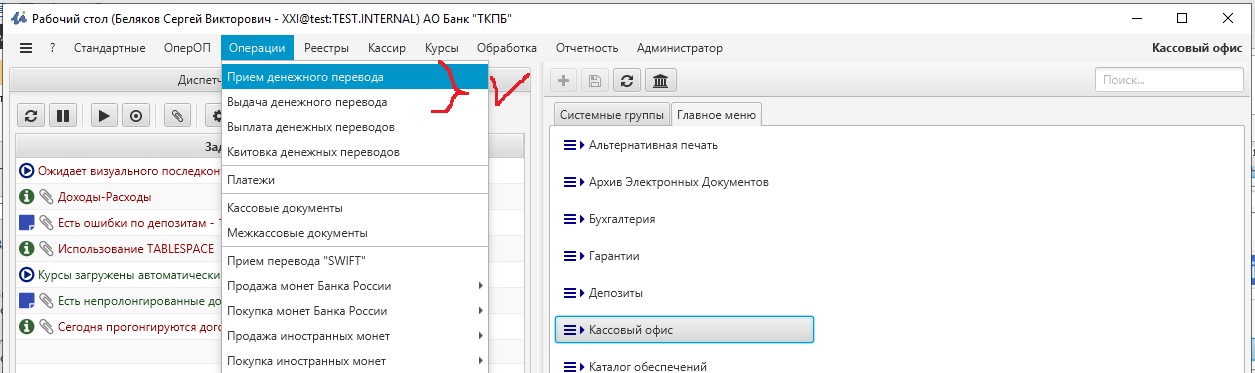 Рабочий стол (Беляков Сергей Викторович - XXI@test:TEST.INTERNAL) АО Банк "ТКПБ"
? Стандартные ОперОП Операции Реестры Кассир Курсы Обработка Отчетность Администратор Кассовый офис
Диспетч
Зад
Ожидает визуального последкон
Доходы-Расходы
Есть ошибки по депозитам -
Использование TABLESPACE
Курсы загружены автоматически
Есть непролонгированные до
Сегодня прогонгируются дого
Прием денежного перевода
Выдача денежного перевода
Выплата денежных переводов
Квитовка денежных переводов
Платежи
Кассовые документы
Межкассовые документы
Прием перевода "SWIFT"
Продажа монет Банка России
Покупка монет Банка России
Продажа иностранных монет
Покупка иностранных монет
Поиск...
Системные группы Главное меню
Альтернативная печать
Архив Электронных Документов
Бухгалтерия
Гарантии
Депозиты
Кассовый офис
Каталог обеспечений